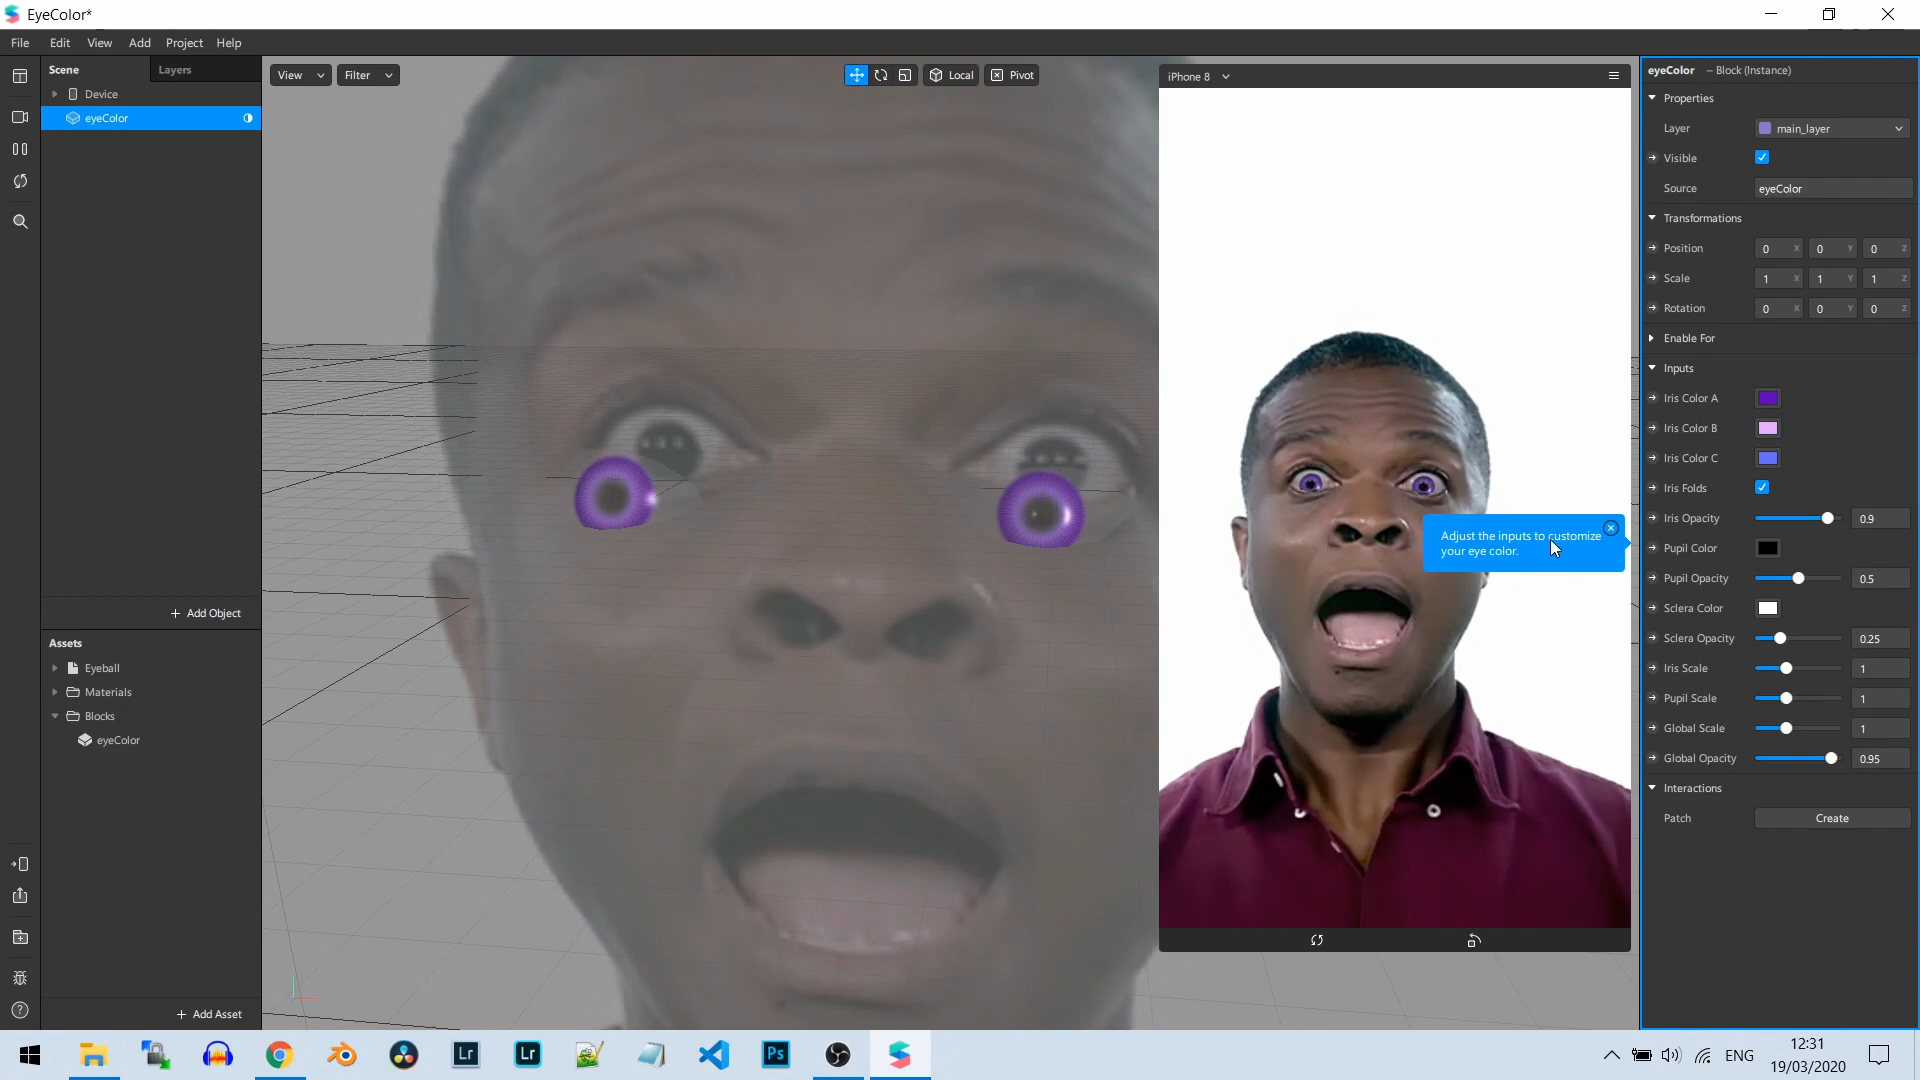 EyeColor*
File Edit View Add Project Help
Scene Layers
Device
eyeColor
Add Object
Assets
Eyeball
Materials
Blocks
eyeColor
Add Asset
View Filter
Local Pivot
iPhone 8
Adjust the inputs to customize
your eye color.
eyeColor – Block (Instance)
Properties
Layer main_layer
Visible
Source eyeColor
Transformations
Position 0 X 0 Y 0 Z
Scale 1 X 1 Y 1 Z
Rotation 0 X 0 Y 0 Z
Enable For
Inputs
Iris Color A
Iris Color B
Iris Color C
Iris Folds
Iris Opacity 0.9
Pupil Color
Pupil Opacity 0.5
Sclera Color
Sclera Opacity 0.25
Iris Scale 1
Pupil Scale 1
Global Scale 1
Global Opacity 0.95
Interactions
Patch Create
Lr Lr Ps
ENG
12:31
19/03/2020